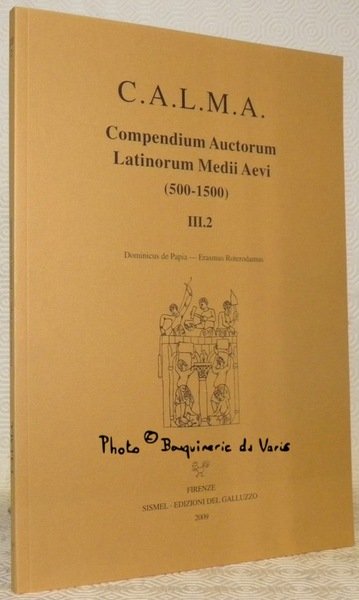 C.A.L.M.A.
Compendium Auctorum
Latinorum Medii Aevi
(500-1500)
III.2
Dominicus de Papia — Erasmus Roterodamus
Photo © Bouquinerie du Varis
FIRENZE
SISMEL · EDIZIONI DEL GALLUZZO
2009